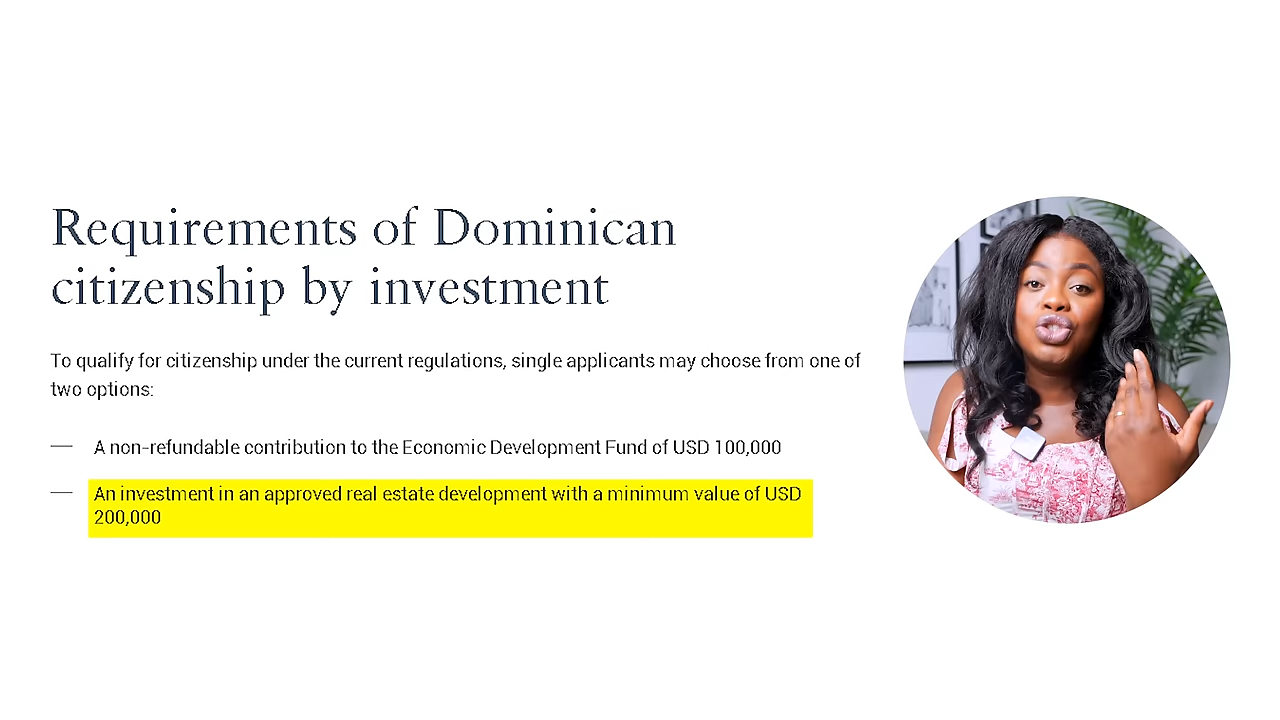 Requirements of Dominican
citizenship by investment
To qualify for citizenship under the current regulations, single applicants may choose from one of
two options:
— A non-refundable contribution to the Economic Development Fund of USD 100,000
— An investment in an approved real estate development with a minimum value of USD
200,000